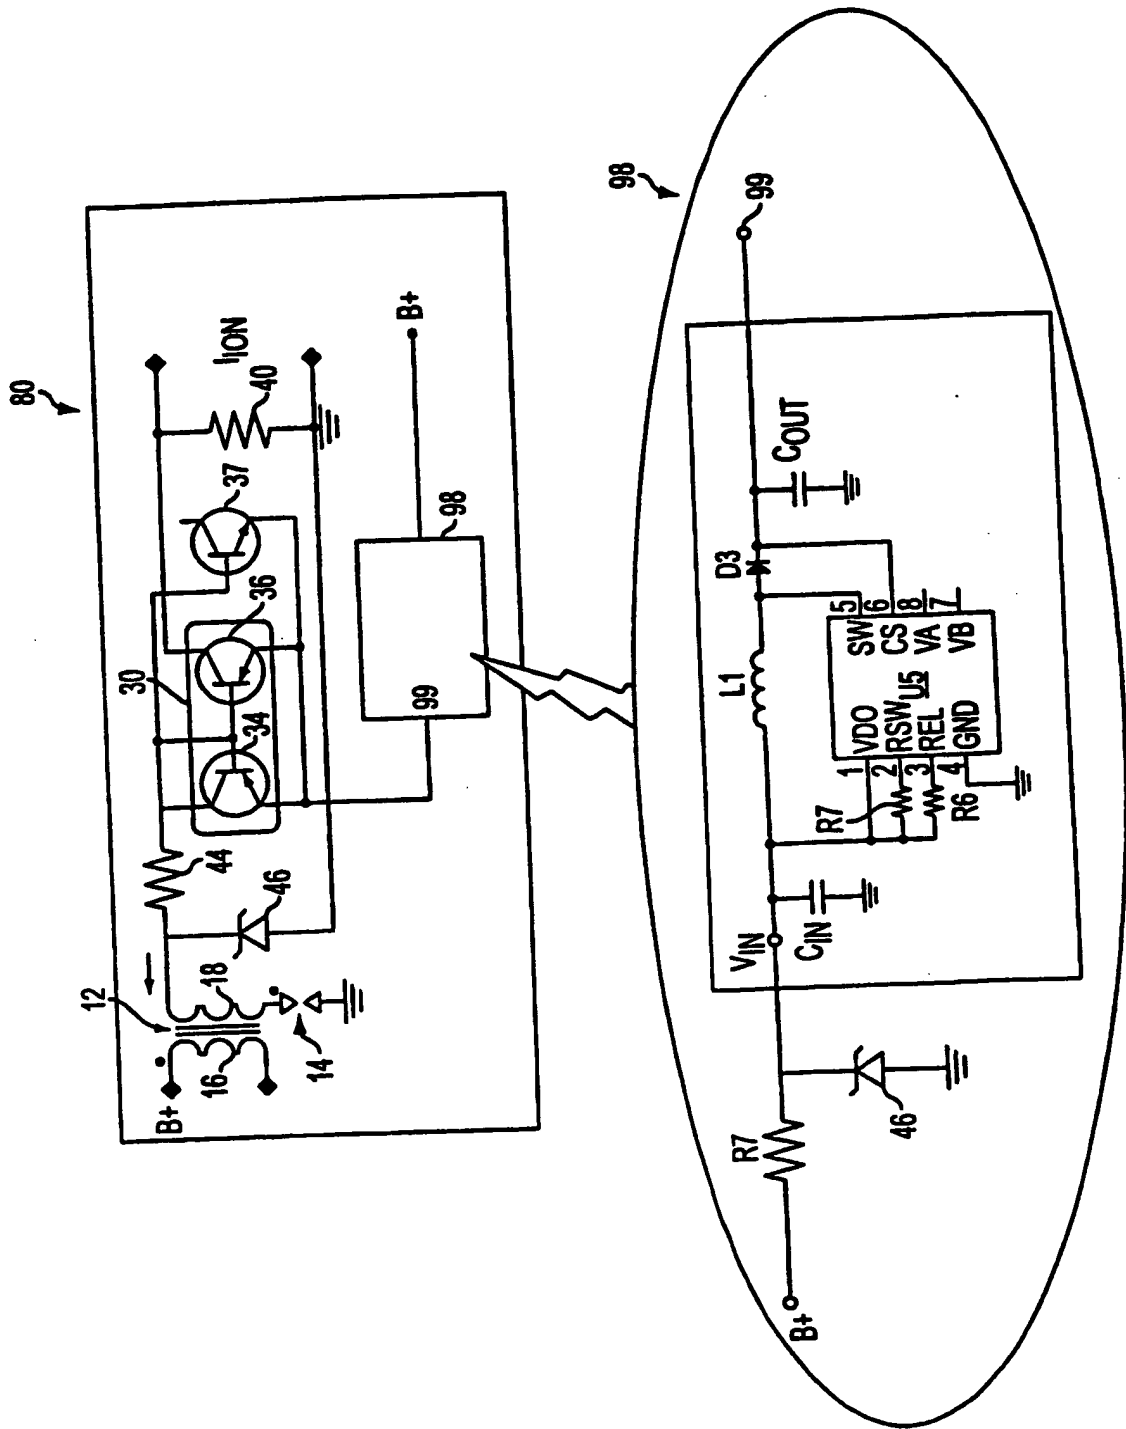 80
12
B+
16
18
14
44
46
30
34
36
37
40
IION
99
98
B+
98
99
B+
R7
46
VIN
CIN
L1
D3
COUT
R7
R6
1 VDO
2 RSW
3 REL
4 GND
U5
SW 5
CS 6
VA 8
VB 7